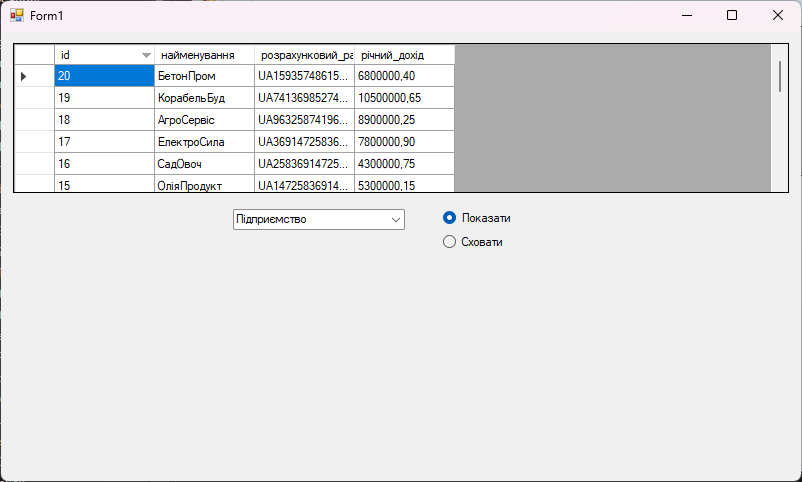 Form1
id найменування розрахунковий_ра річний_дохід
20 БетонПром UA15935748615... 6800000,40
19 КорабельБуд UA74136985274... 10500000,65
18 АгроСервіс UA96325874196... 8900000,25
17 ЕлектроСила UA36914725836... 7800000,90
16 СадОвоч UA25836914725... 4300000,75
15 ОліяПродукт UA14725836914... 5300000,15
Підприємство
Показати
Сховати